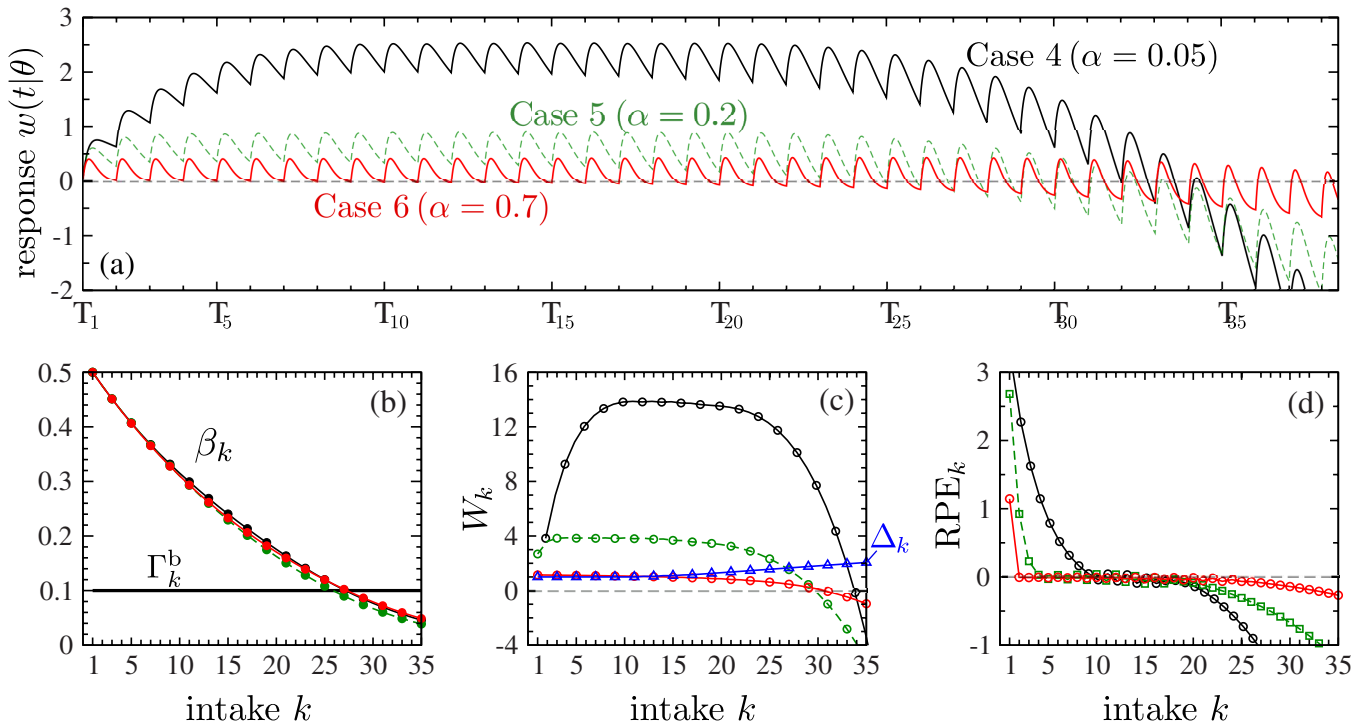 response w(t|θ)
3
2
1
0
-1
-2
Case 4 (α = 0.05)
Case 5 (α = 0.2)
Case 6 (α = 0.7)
(a)
T1 T5 T10 T15 T20 T25 T30 T35
0.5
0.4
0.3
0.2
0.1
0
(b)
βk
Γkb
1 5 10 15 20 25 30 35
intake k
Wk
16
12
8
4
0
-4
(c)
Δk
1 5 10 15 20 25 30 35
intake k
RPEk
3
2
1
0
-1
(d)
1 5 10 15 20 25 30 35
intake k